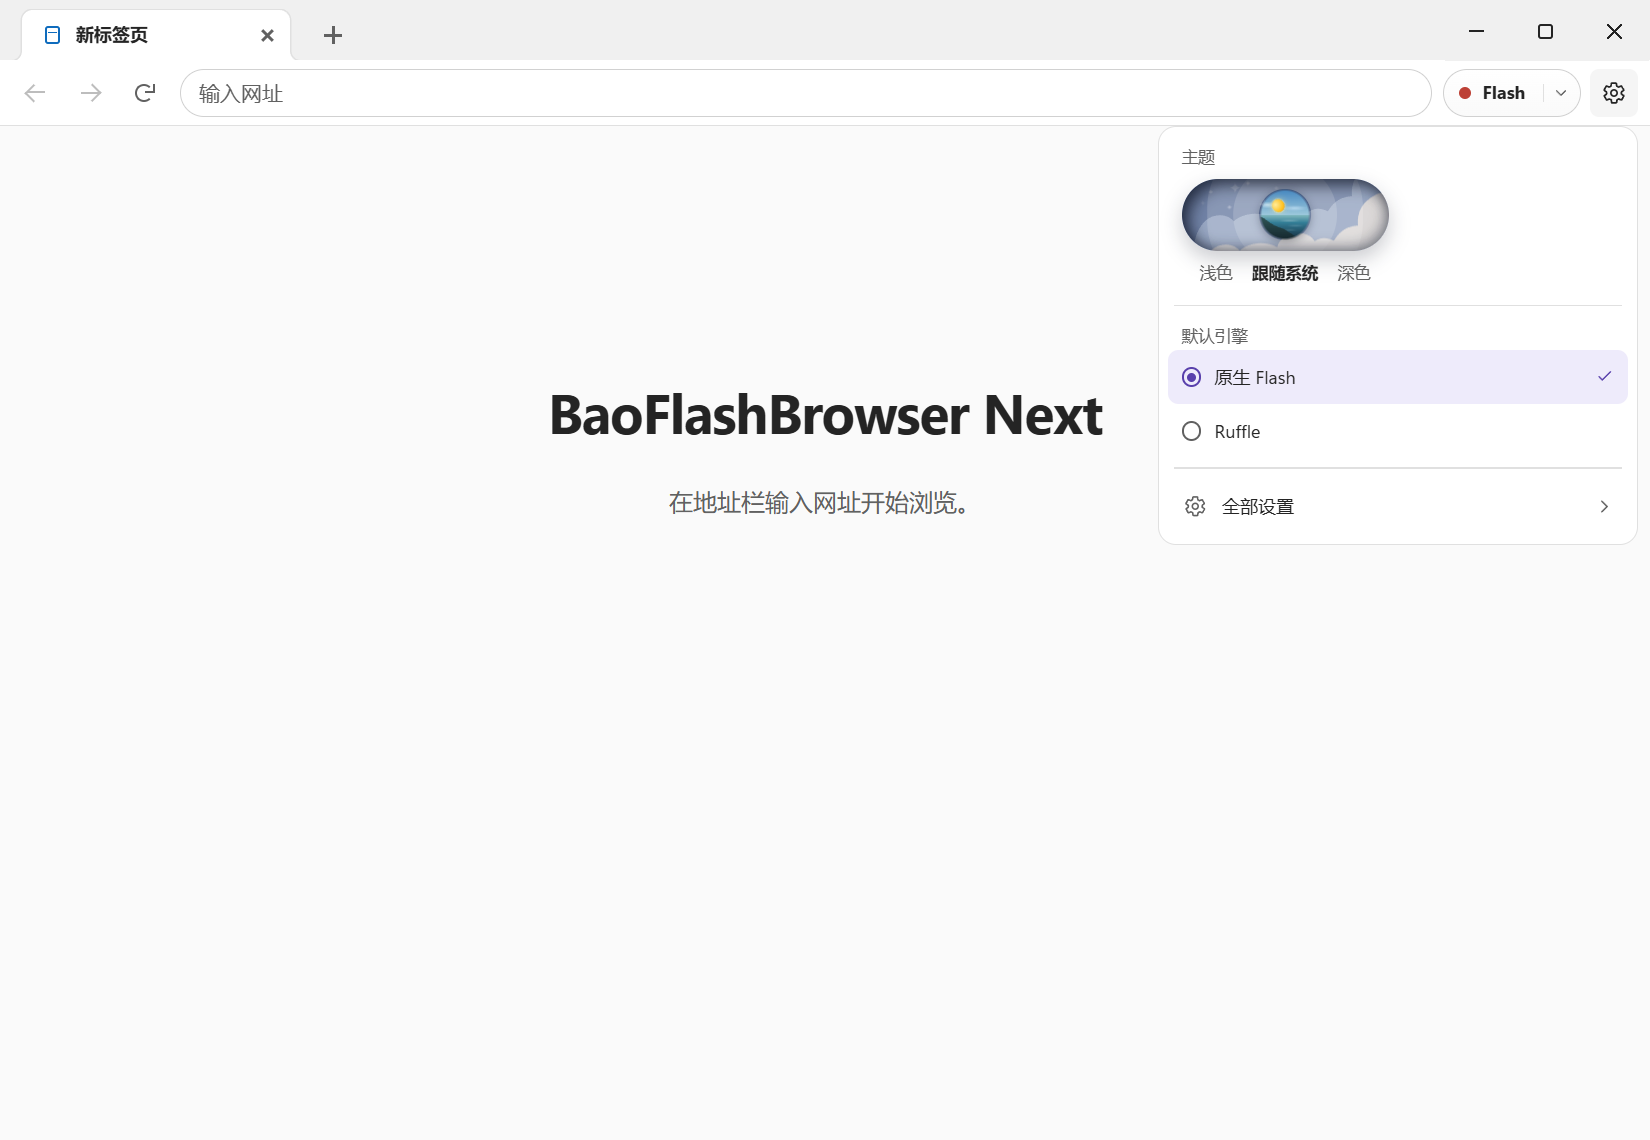 新标签页
输入网址
Flash
主题
浅色 跟随系统 深色
默认引擎
原生 Flash
Ruffle
全部设置
BaoFlashBrowser Next
在地址栏输入网址开始浏览。